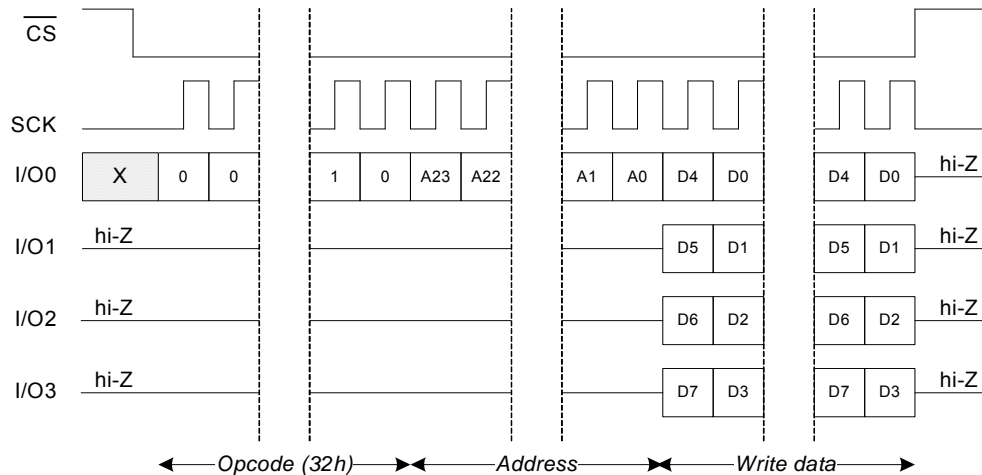 CS
SCK
I/O0 X 0 0 1 0 A23 A22 A1 A0 D4 D0 D4 D0 hi-Z
I/O1 hi-Z D5 D1 D5 D1 hi-Z
I/O2 hi-Z D6 D2 D6 D2 hi-Z
I/O3 hi-Z D7 D3 D7 D3 hi-Z
Opcode (32h) Address Write data